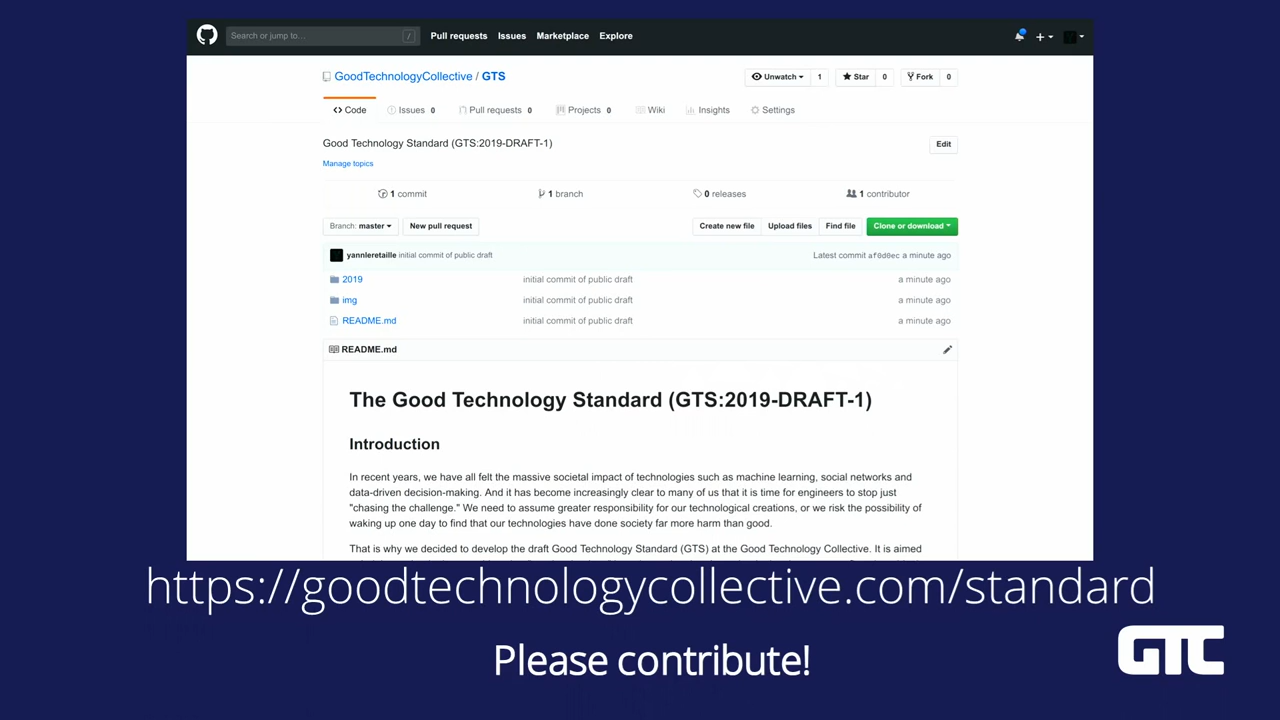 Search or jump to...
/
Pull requests Issues Marketplace Explore
GoodTechnologyCollective / GTS
Unwatch 1 Star 0 Fork 0
Code Issues 0 Pull requests 0 Projects 0 Wiki Insights Settings
Good Technology Standard (GTS:2019-DRAFT-1)
Edit
Manage topics
1 commit 1 branch 0 releases 1 contributor
Branch: master New pull request Create new file Upload files Find file Clone or download
yannleretaille initial commit of public draft Latest commit af0d0ec a minute ago
2019 initial commit of public draft a minute ago
img initial commit of public draft a minute ago
README.md initial commit of public draft a minute ago
README.md
The Good Technology Standard (GTS:2019-DRAFT-1)
Introduction
In recent years, we have all felt the massive societal impact of technologies such as machine learning, social networks and
data-driven decision-making. And it has become increasingly clear to many of us that it is time for engineers to stop just
"chasing the challenge." We need to assume greater responsibility for our technological creations, or we risk the possibility of
waking up one day to find that our technologies have done society far more harm than good.
That is why we decided to develop the draft Good Technology Standard (GTS) at the Good Technology Collective. It is aimed
https://goodtechnologycollective.com/standard
Please contribute!
GTC